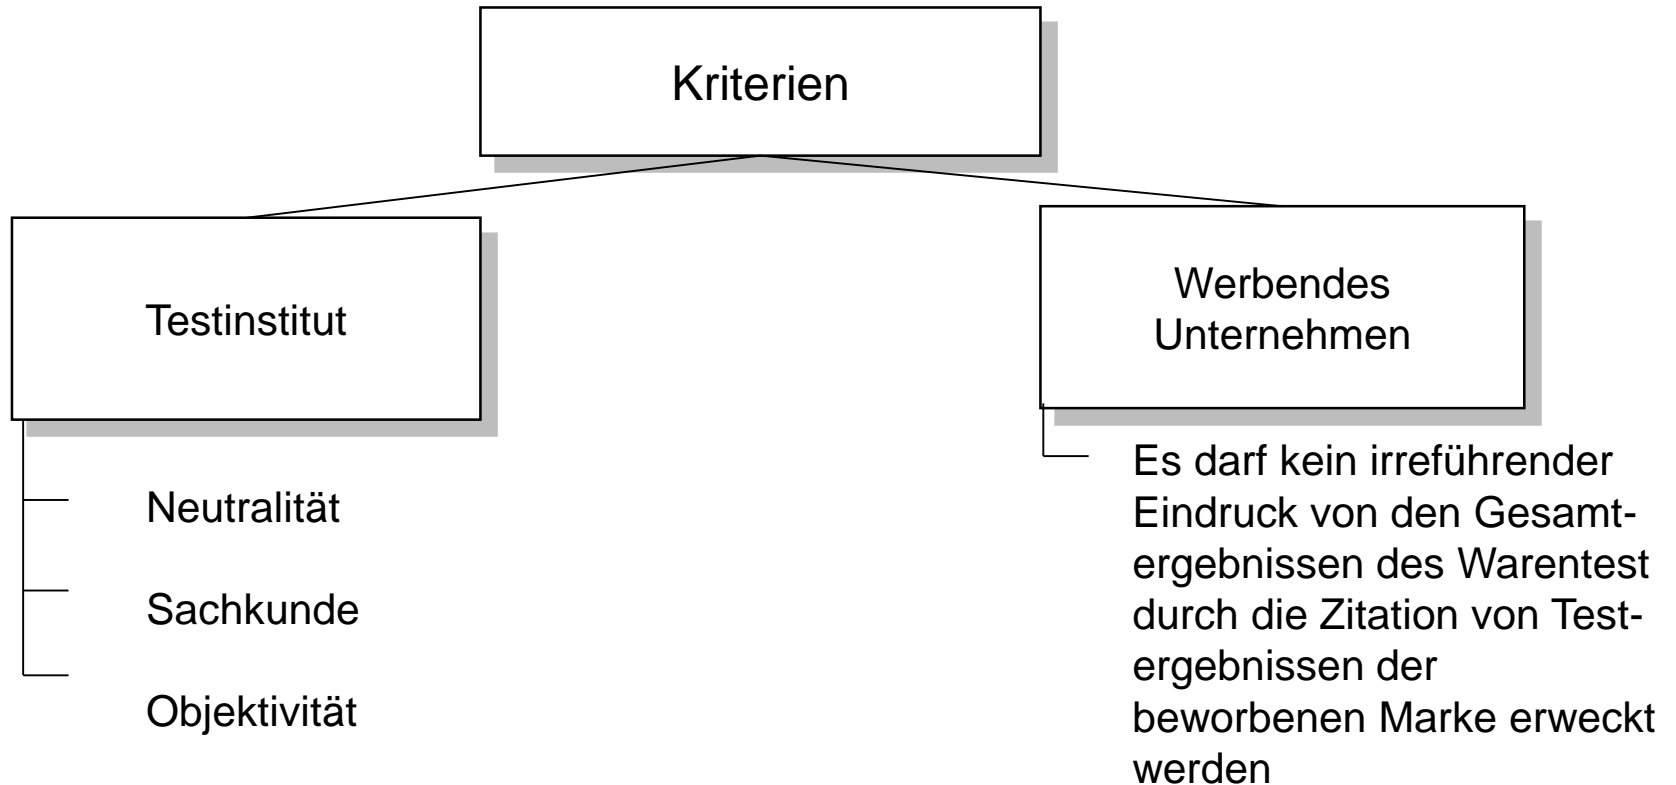 Kriterien
Testinstitut
Neutralität
Sachkunde
Objektivität
Werbendes
Unternehmen
Es darf kein irreführender
Eindruck von den Gesamt-
ergebnissen des Warentest
durch die Zitation von Test-
ergebnissen der
beworbenen Marke erweckt
werden